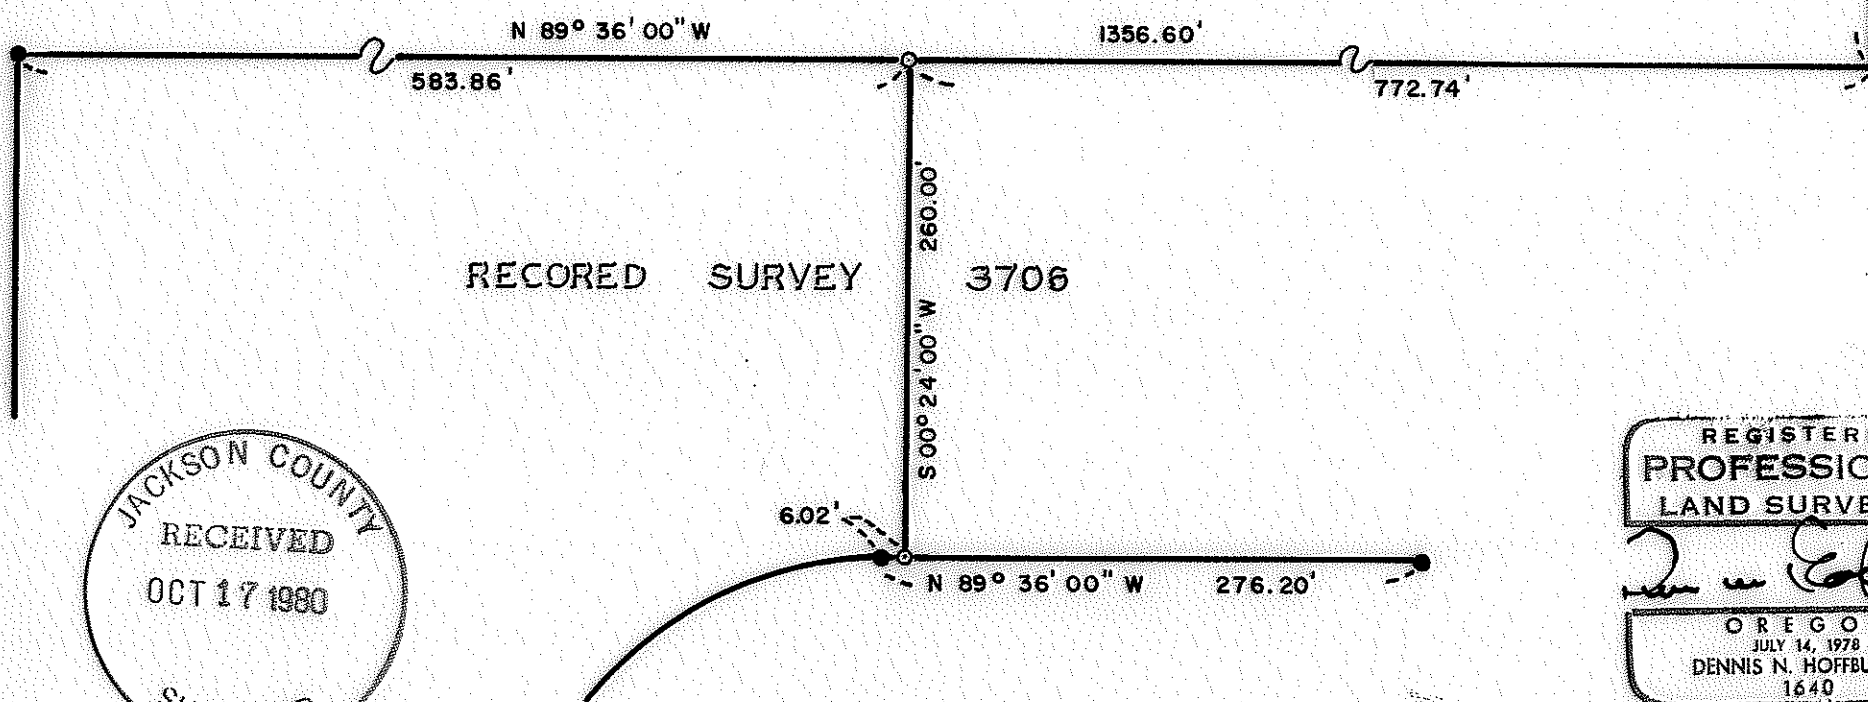 N 89° 36' 00" W
1356.60'
583.86'
772.74'
S 00° 24' 00" W 260.00'
RECORED SURVEY 3706
6.02'
N 89° 36' 00" W 276.20'
JACKSON COUNTY
RECEIVED
OCT 17 1980
REGISTER
PROFESSIO
LAND SURVE
OREGO
JULY 14, 1978
DENNIS N. HOFFBU
1640